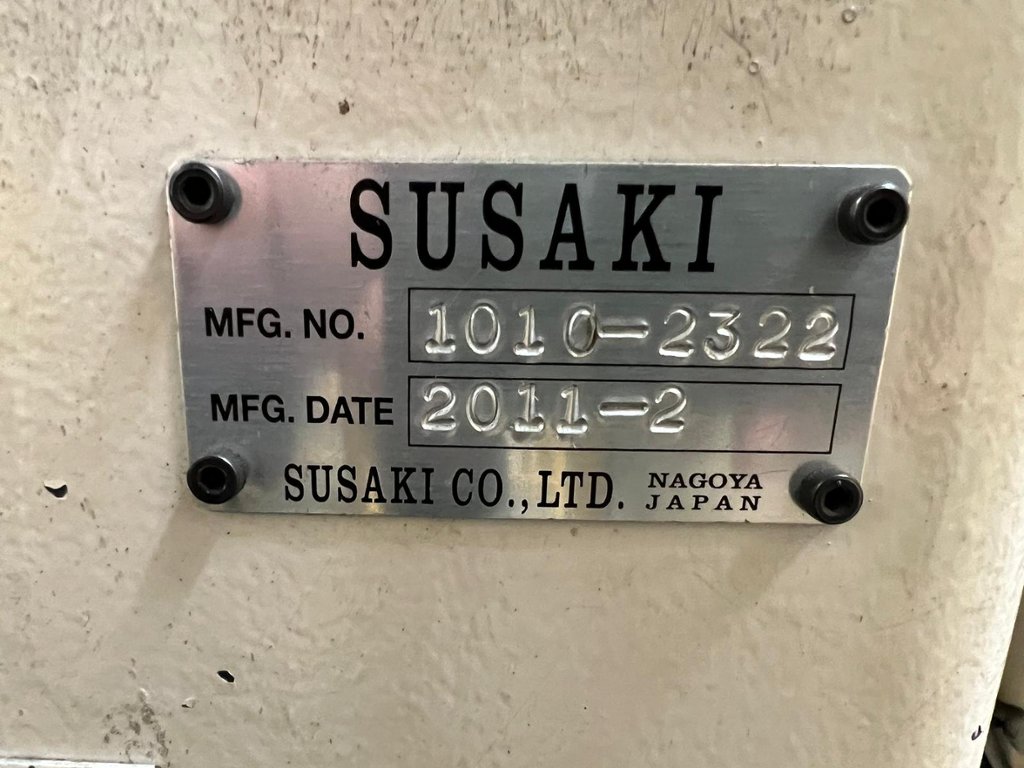 SUSAKI
MFG. NO. 1010-2322
MFG. DATE 2011-2
SUSAKI CO.,LTD. NAGOYA JAPAN